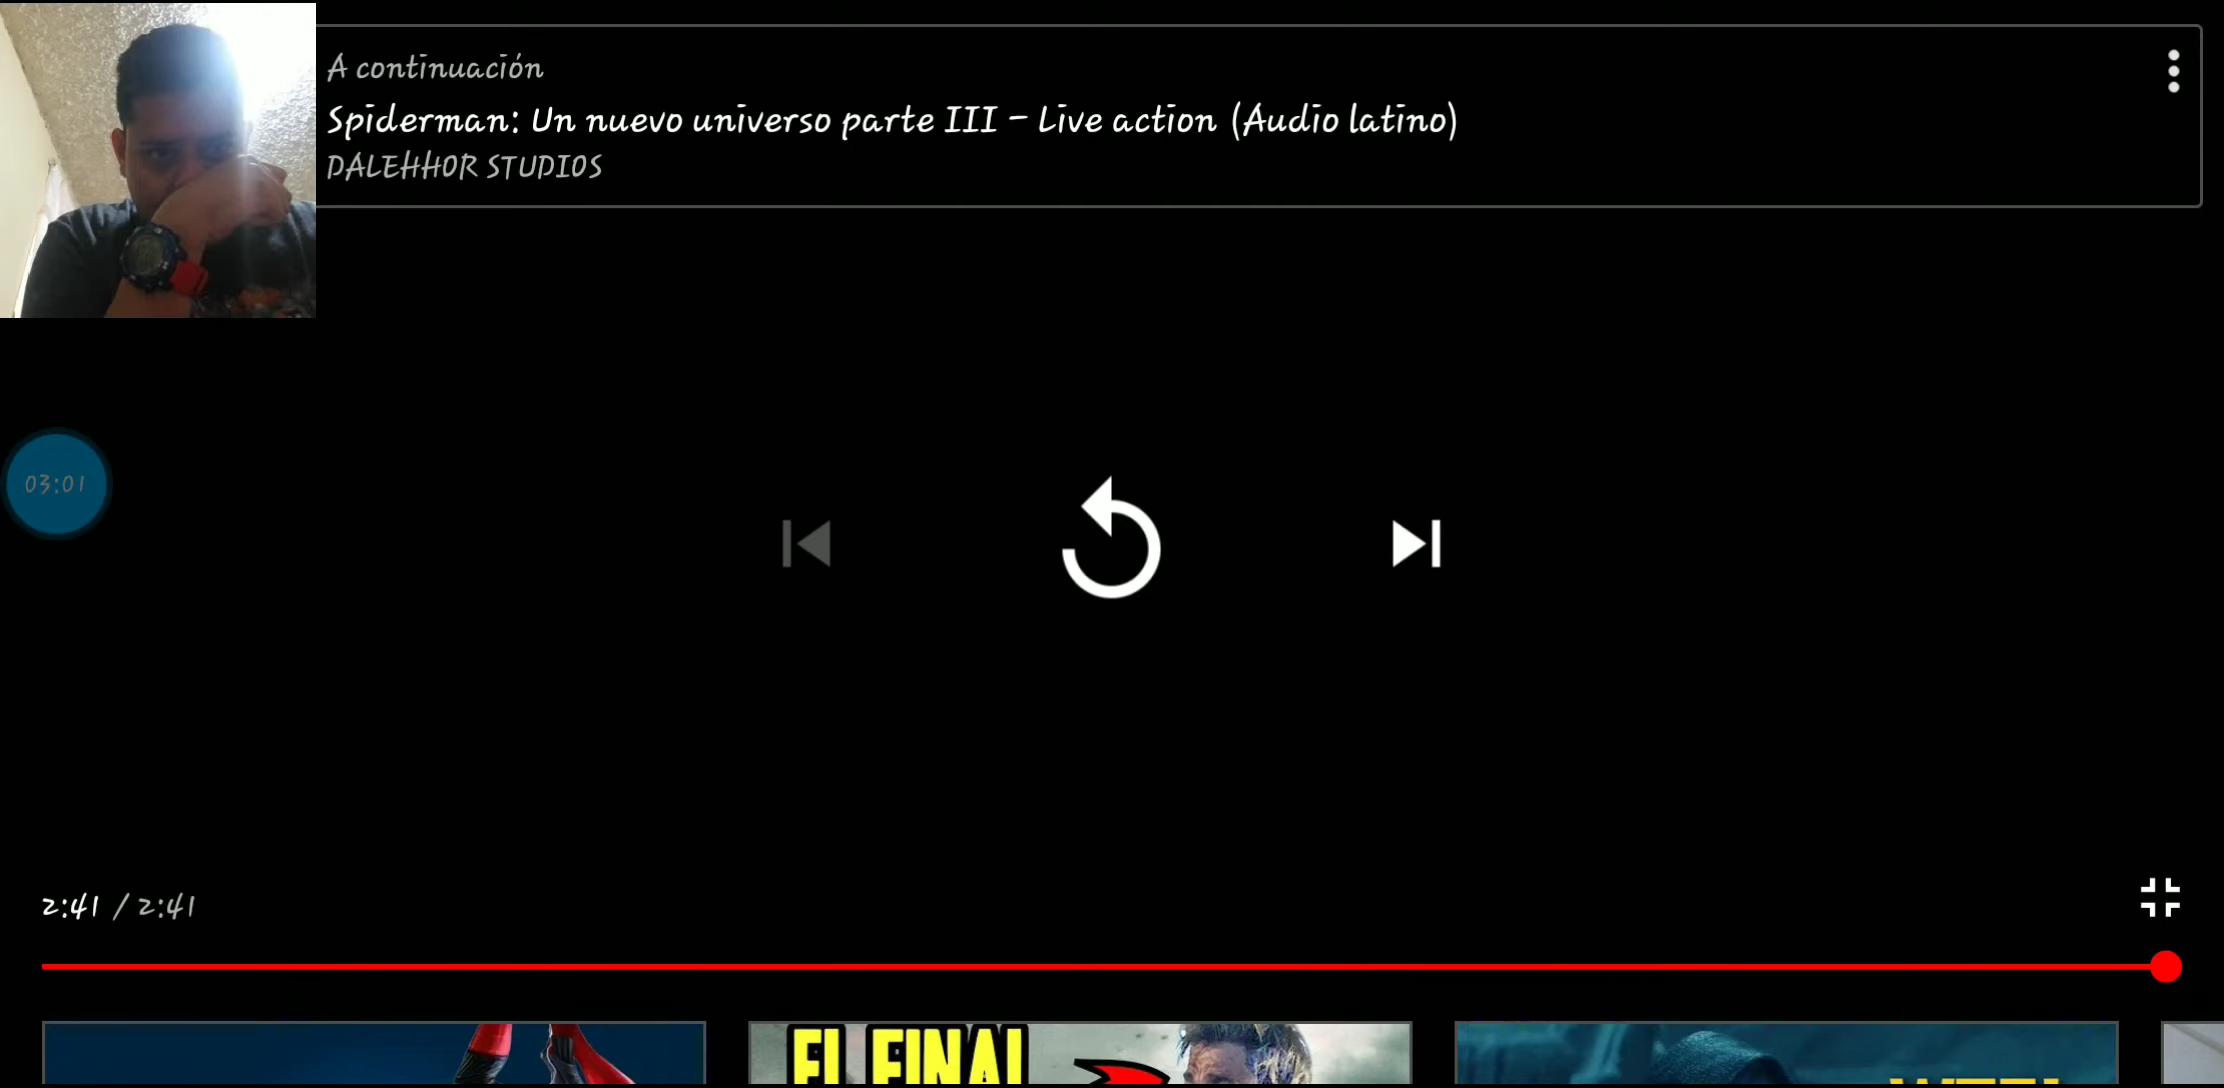 A continuación
Spiderman: Un nuevo universo parte III - Live action (Audio latino)
DALEHHOR STUDIOS
03:01
2:41 / 2:41
EL FINAL